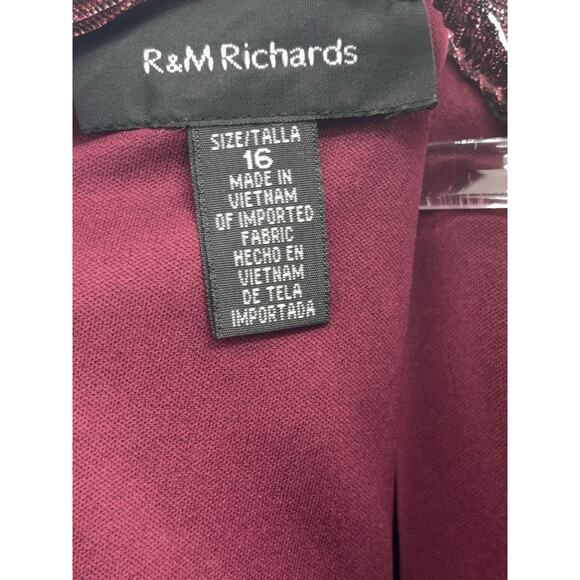 R&M Richards
SIZE/TALLA
16
MADE IN
VIETNAM
OF IMPORTED
FABRIC
HECHO EN
VIETNAM
DE TELA
IMPORTADA